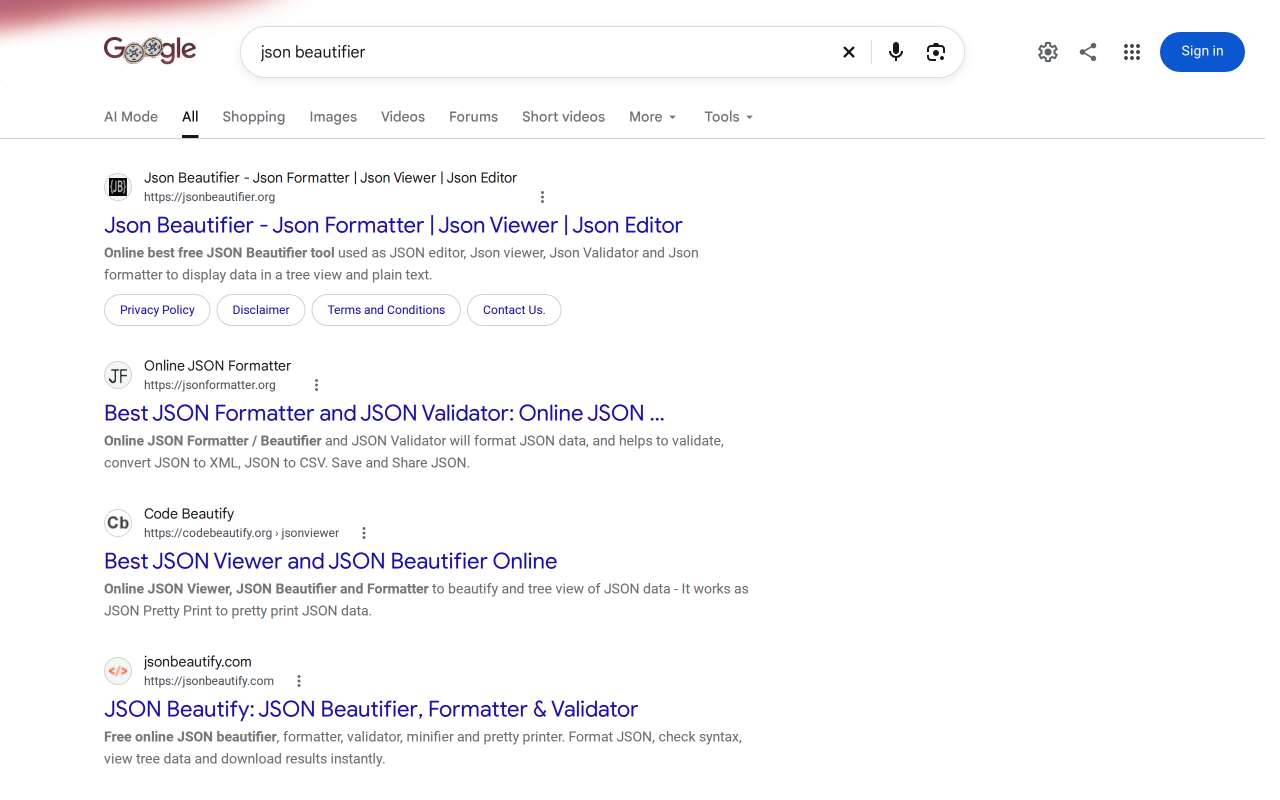 Google
json beautifier
Sign in
AI Mode All Shopping Images Videos Forums Short videos More Tools
{JB}
Json Beautifier - Json Formatter | Json Viewer | Json Editor
https://jsonbeautifier.org
Json Beautifier - Json Formatter | Json Viewer | Json Editor
Online best free JSON Beautifier tool used as JSON editor, Json viewer, Json Validator and Json
formatter to display data in a tree view and plain text.
Privacy Policy Disclaimer Terms and Conditions Contact Us.
JF
Online JSON Formatter
https://jsonformatter.org
Best JSON Formatter and JSON Validator: Online JSON ...
Online JSON Formatter / Beautifier and JSON Validator will format JSON data, and helps to validate,
convert JSON to XML, JSON to CSV. Save and Share JSON.
Cb
Code Beautify
https://codebeautify.org › jsonviewer
Best JSON Viewer and JSON Beautifier Online
Online JSON Viewer, JSON Beautifier and Formatter to beautify and tree view of JSON data - It works as
JSON Pretty Print to pretty print JSON data.
</>
jsonbeautify.com
https://jsonbeautify.com
JSON Beautify: JSON Beautifier, Formatter & Validator
Free online JSON beautifier, formatter, validator, minifier and pretty printer. Format JSON, check syntax,
view tree data and download results instantly.